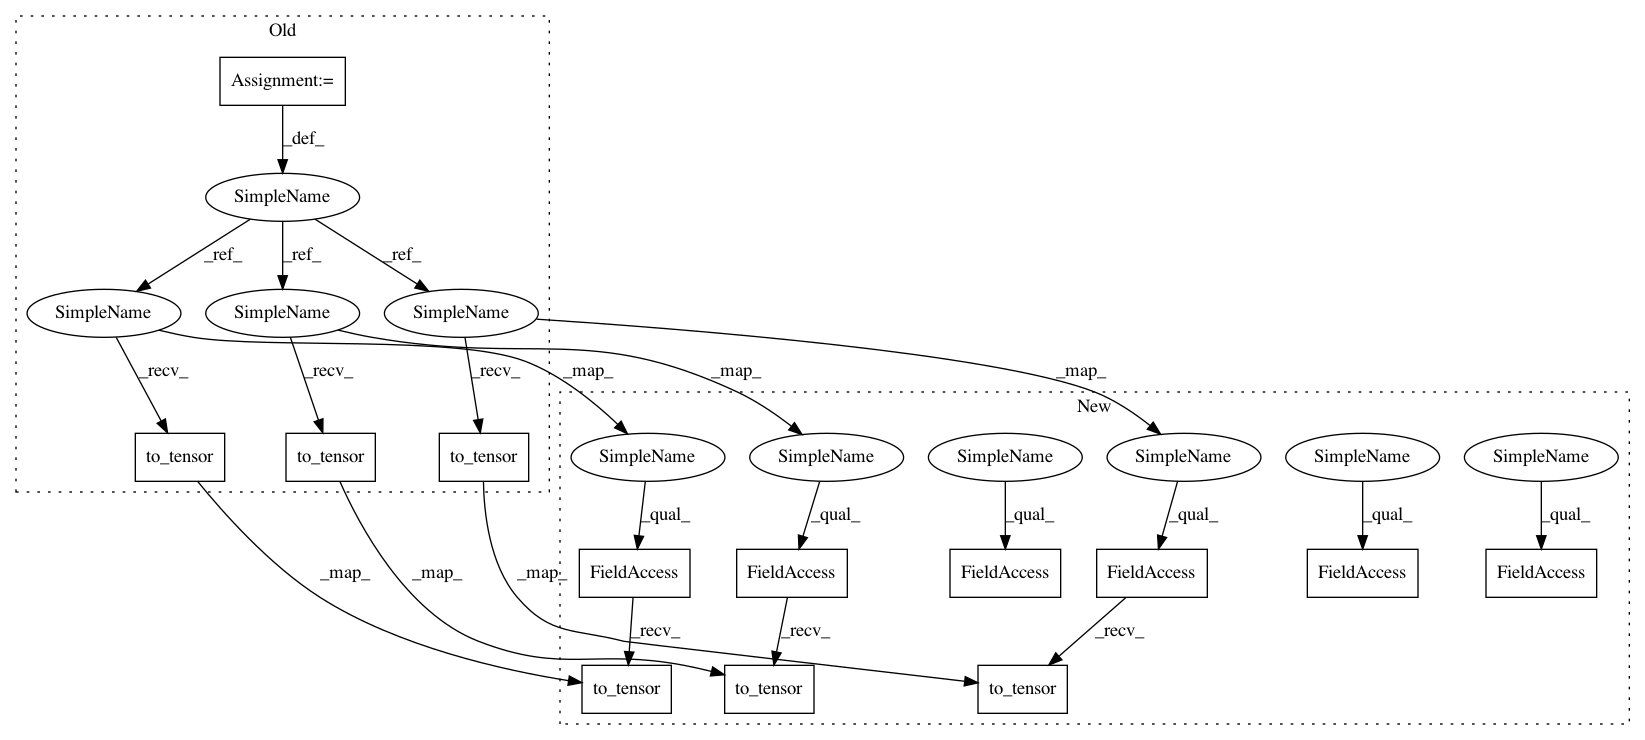 Old
Assignment:=
_def_
SimpleName
_ref_ _ref_ _ref_
SimpleName SimpleName SimpleName
_recv_ _recv_ _recv_ _map_ _map_ _map_
New
to_tensor to_tensor to_tensor SimpleName SimpleName SimpleName SimpleName SimpleName SimpleName
_qual_ _qual_ _qual_ _qual_ _qual_ _qual_
_map_ _map_ _map_ FieldAccess FieldAccess FieldAccess FieldAccess FieldAccess FieldAccess
_recv_ _recv_ _recv_
to_tensor to_tensor to_tensor